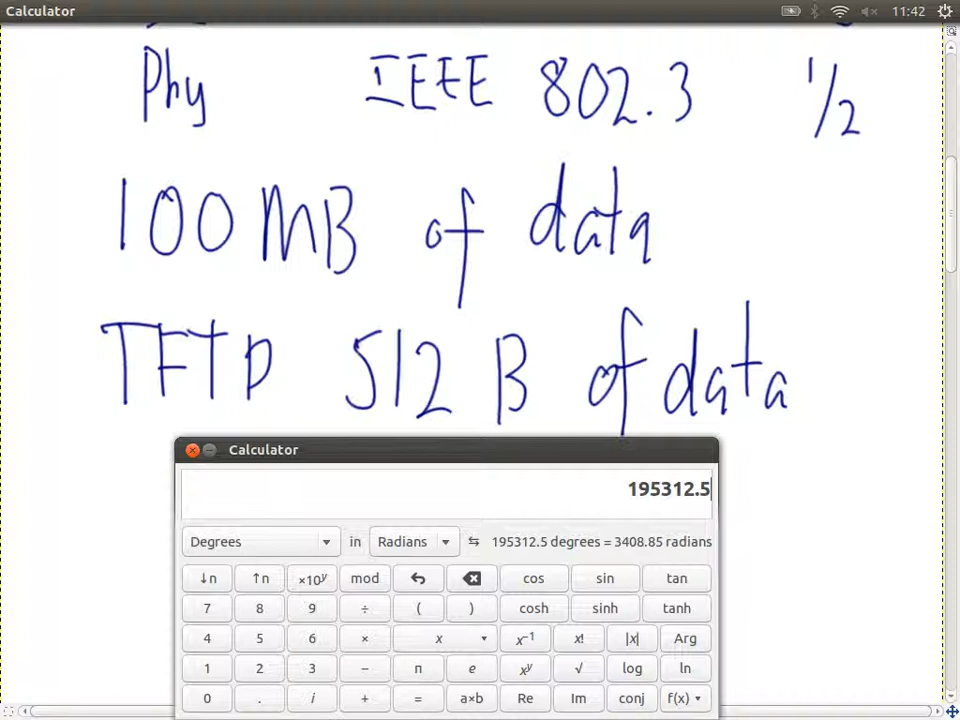 Calculator
11:42
Phy IEEE 802.3 1/2
100 MB of data
TFTP 512 B of data
Calculator
195312.5
Degrees in Radians 195312.5 degrees = 3408.85 radians
↓n ↑n ×10ʸ mod cos sin tan
7 8 9 ÷ ( ) cosh sinh tanh
4 5 6 × x x⁻¹ x! |x| Arg
1 2 3 − n e xʸ √ log ln
0 . i + = a×b Re Im conj f(x)